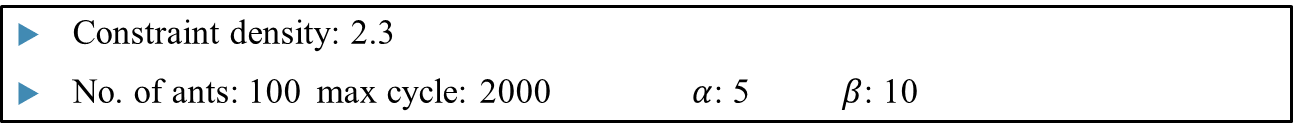 Constraint density: 2.3
No. of ants: 100 max cycle: 2000 α: 5 β: 10